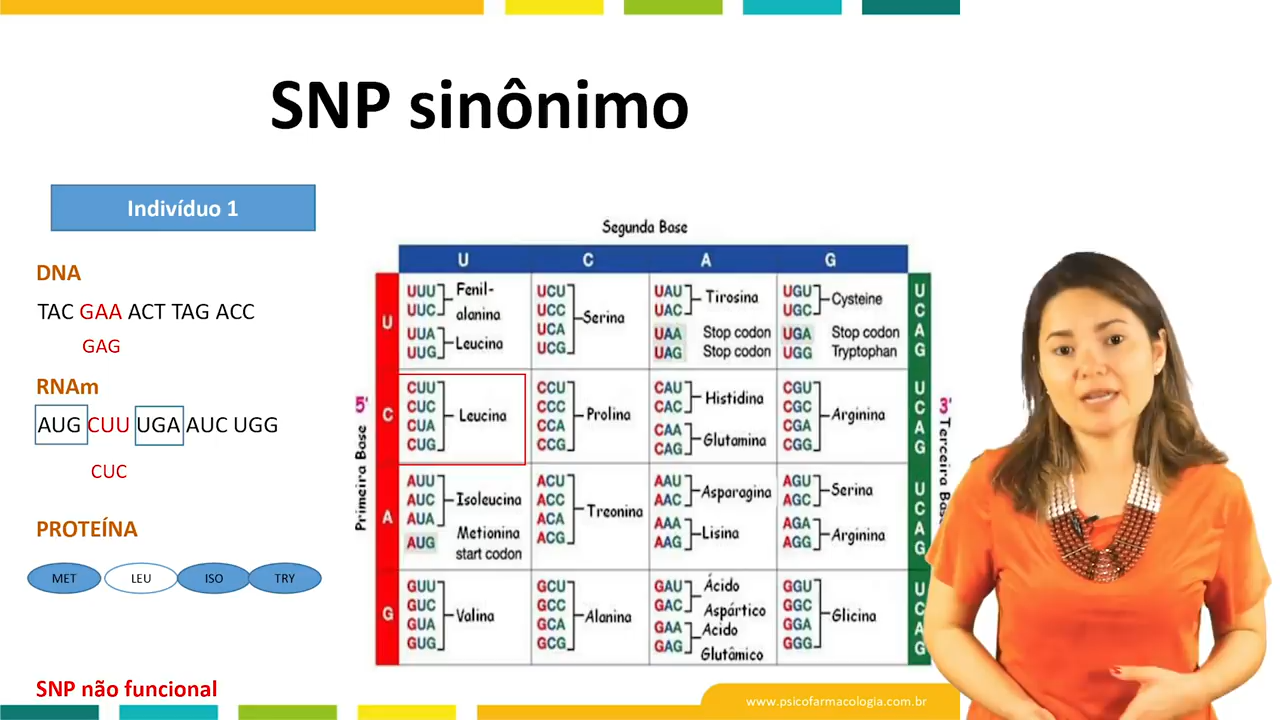 SNP sinônimo
Indivíduo 1
DNA
TAC GAA ACT TAG ACC
GAG
RNAm
AUG CUU UGA AUC UGG
CUC
PROTEÍNA
MET LEU ISO TRY
SNP não funcional
Segunda Base
U C A G
Primeira Base
5'
U
C
A
G
UUU
UUC
Fenil-
alanina
UUA
UUG
Leucina
UCU
UCC
UCA
UCG
Serina
UAU
UAC
Tirosina
UAA Stop codon
UAG Stop codon
UGU
UGC
Cysteine
UGA Stop codon
UGG Tryptophan
CUU
CUC
CUA
CUG
Leucina
CCU
CCC
CCA
CCG
Prolina
CAU
CAC
Histidina
CAA
CAG
Glutamina
CGU
CGC
CGA
CGG
Arginina
AUU
AUC
AUA
Isoleucina
AUG
Metionina
start codon
ACU
ACC
ACA
ACG
Treonina
AAU
AAC
Asparagina
AAA
AAG
Lisina
AGU
AGC
Serina
AGA
AGG
Arginina
GUU
GUC
GUA
GUG
Valina
GCU
GCC
GCA
GCG
Alanina
GAU
GAC
Ácido
Aspártico
GAA
GAG
Acido
Glutâmico
GGU
GGC
GGA
GGG
Glicina
U
C
A
G
U
C
A
G
U
C
A
G
U
C
A
G
3'
Terceira Base
www.psicofarmacologia.com.br